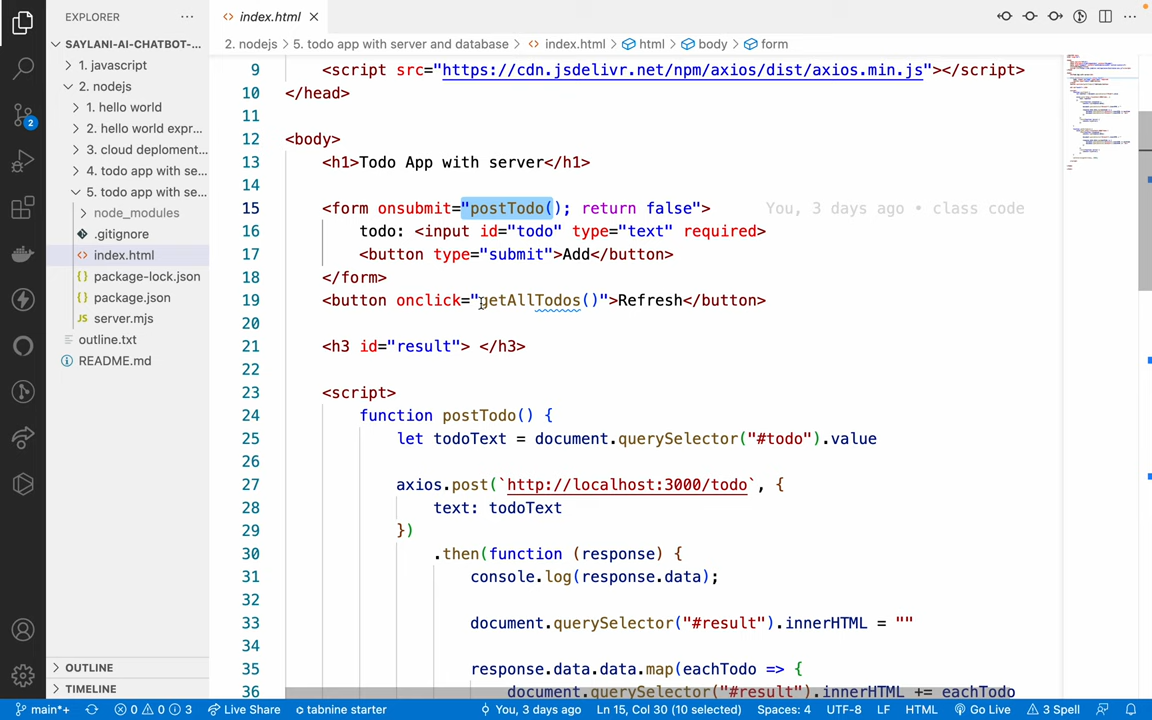 EXPLORER
index.html
SAYLANI-AI-CHATBOT-...
2. nodejs > 5. todo app with server and database > index.html > html > body > form
1. javascript
2. nodejs
1. hello world
2. hello world expr...
3. cloud deploment...
4. todo app with se...
5. todo app with se...
node_modules
.gitignore
index.html
package-lock.json
package.json
server.mjs
outline.txt
README.md
OUTLINE
TIMELINE
2
9 <script src="https://cdn.jsdelivr.net/npm/axios/dist/axios.min.js"></script>
10 </head>
11
12 <body>
13 <h1>Todo App with server</h1>
14
15 <form onsubmit="postTodo(); return false"> You, 3 days ago • class code
16 todo: <input id="todo" type="text" required>
17 <button type="submit">Add</button>
18 </form>
19 <button onclick="getAllTodos()">Refresh</button>
20
21 <h3 id="result"> </h3>
22
23 <script>
24 function postTodo() {
25 let todoText = document.querySelector("#todo").value
26
27 axios.post(`http://localhost:3000/todo`, {
28 text: todoText
29 })
30 .then(function (response) {
31 console.log(response.data);
32
33 document.querySelector("#result").innerHTML = ""
34
35 response.data.data.map(eachTodo => {
36 document.querySelector("#result").innerHTML += eachTodo
main*+ 0 0 3 Live Share tabnine starter You, 3 days ago Ln 15, Col 30 (10 selected) Spaces: 4 UTF-8 LF HTML Go Live 3 Spell